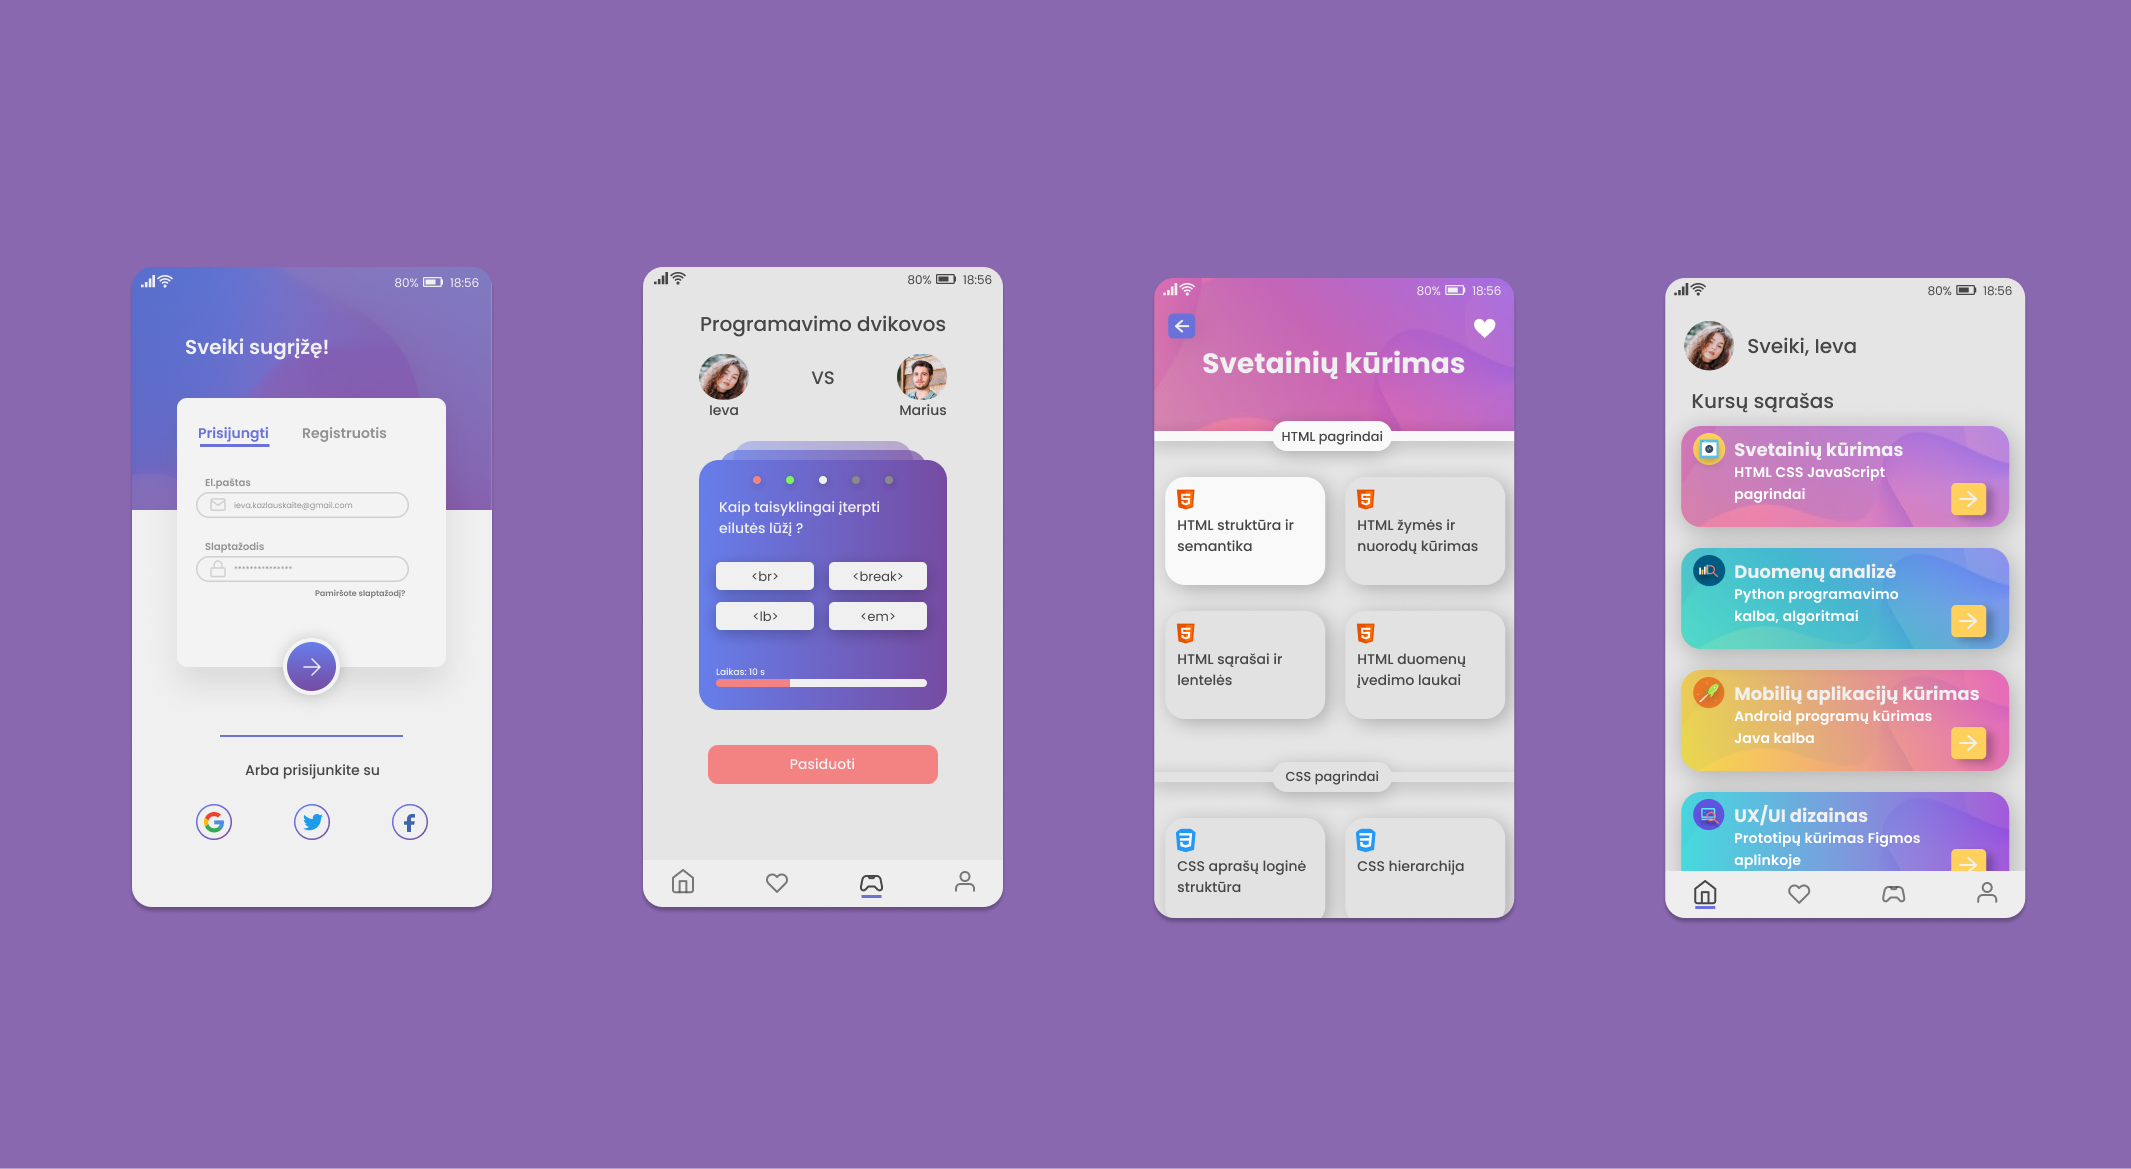 80% 18:56
Sveiki sugrįžę!
Prisijungti Registruotis
El.paštas
ieva.kazlauskaite@gmail.com
Slaptažodis
***************
Pamiršote slaptažodį?
Arba prisijunkite su
80% 18:56
Programavimo dvikovos
VS
Ieva Marius
Kaip taisyklingai įterpti
eilutės lūžį ?
<br> <break>
<lb> <em>
Laikas: 10 s
Pasiduoti
80% 18:56
Svetainių kūrimas
HTML pagrindai
HTML struktūra ir
semantika
HTML žymės ir
nuorodų kūrimas
HTML sąrašai ir
lentelės
HTML duomenų
įvedimo laukai
CSS pagrindai
CSS aprašų loginė
struktūra
CSS hierarchija
80% 18:56
Sveiki, Ieva
Kursų sąrašas
Svetainių kūrimas
HTML CSS JavaScript
pagrindai
Duomenų analizė
Python programavimo
kalba, algoritmai
Mobilių aplikacijų kūrimas
Android programų kūrimas
Java kalba
UX/UI dizainas
Prototipų kūrimas Figmos
aplinkoje